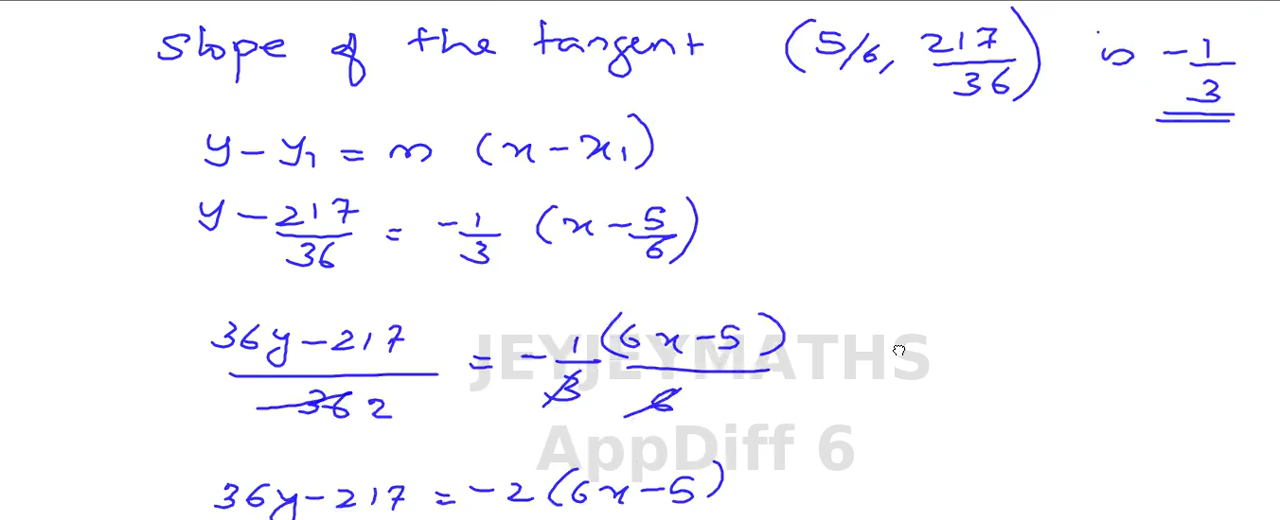 slope of the tangent (5/6, 217/36) is -1/3
y - y1 = m (x - x1)
y - 217/36 = -1/3 (x - 5/6)
(36y - 217)/36 2 = -1/3 (6x - 5)/6
JEYJEYMATHS
AppDiff 6
36y - 217 = -2 (6x - 5)